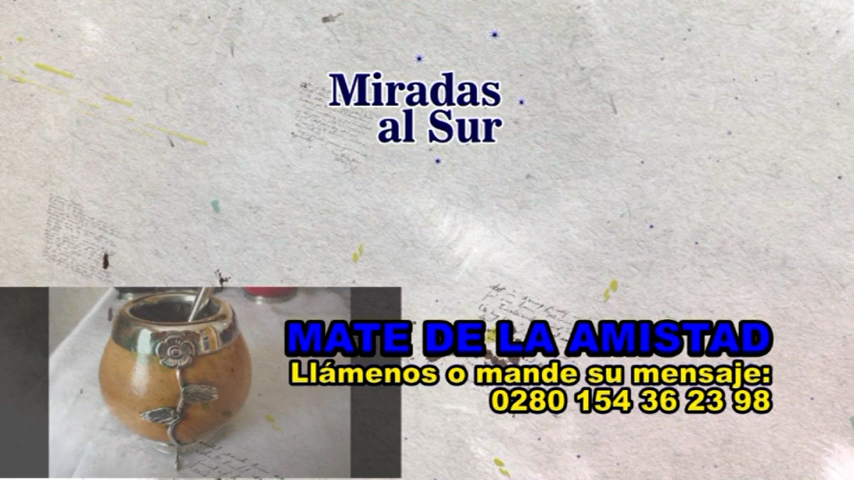 Miradas
al Sur
MATE DE LA AMISTAD
Llámenos o mande su mensaje:
0280 154 36 23 98